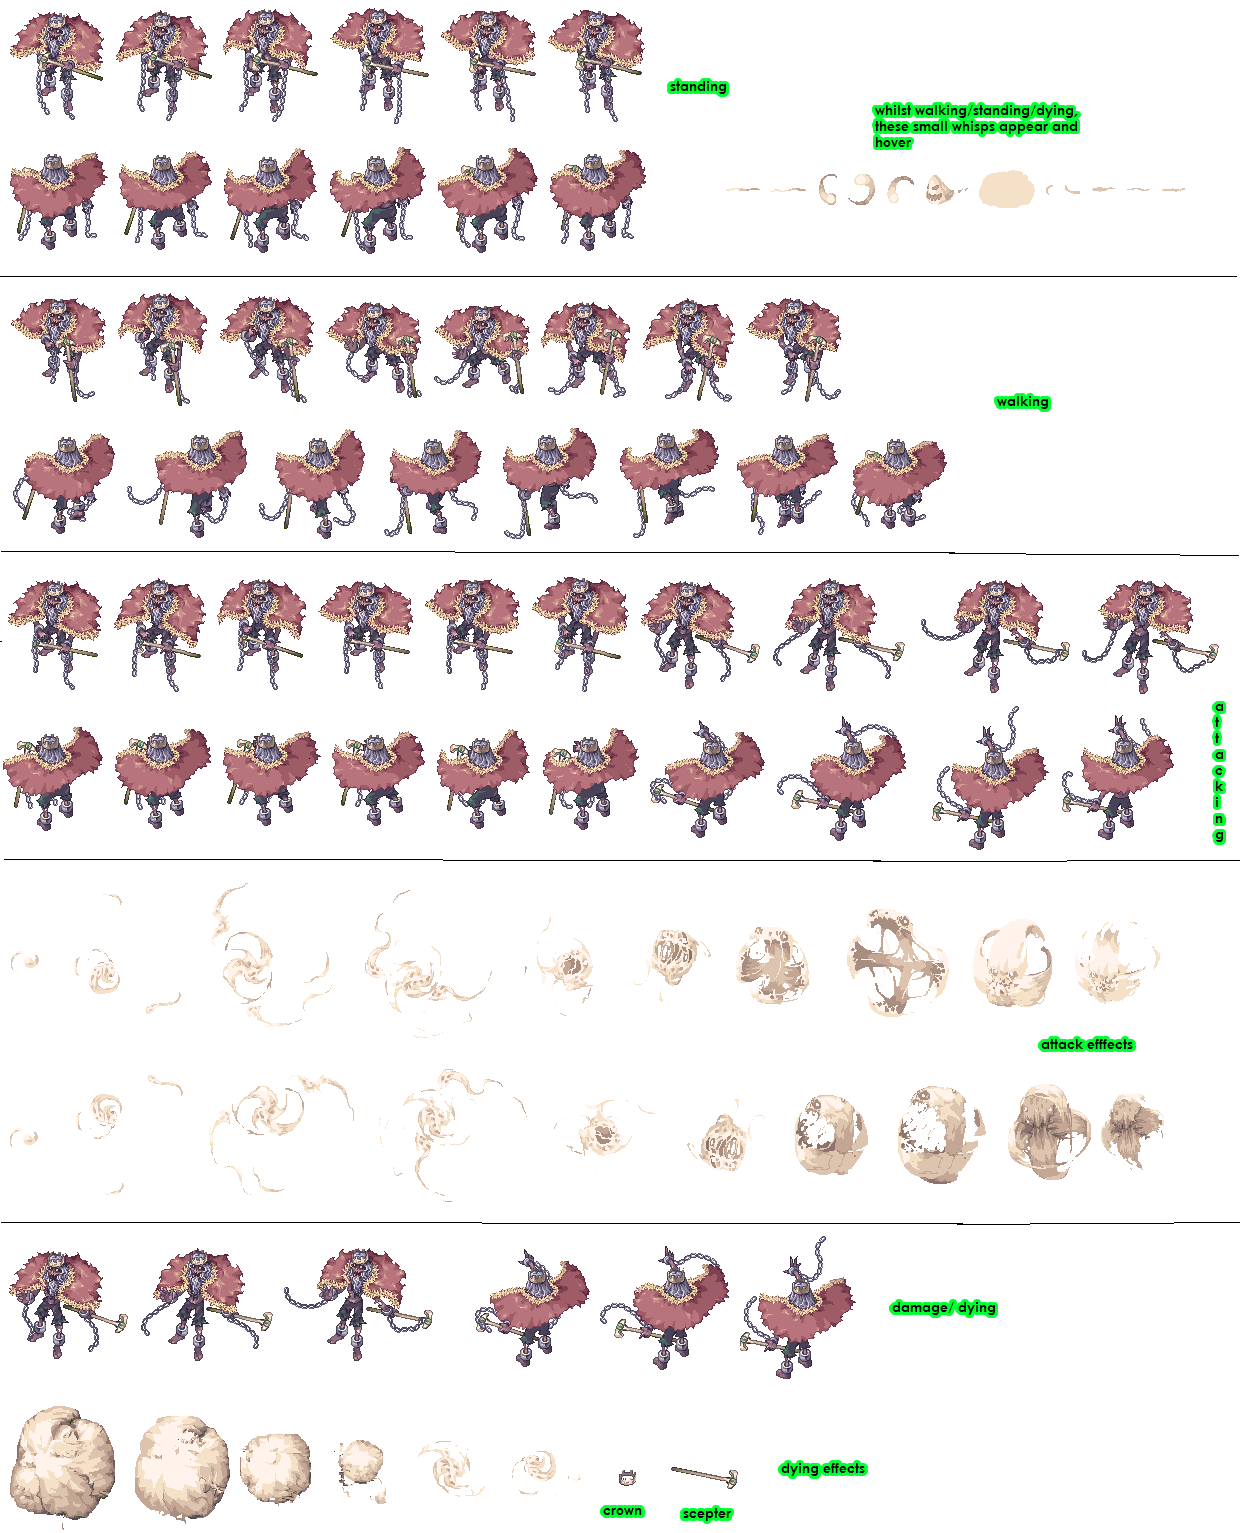 standing
whilst walking/standing/dying,
these small whisps appear and
hover
walking
attacking
attack efffects
damage/ dying
dying effects
crown
scepter